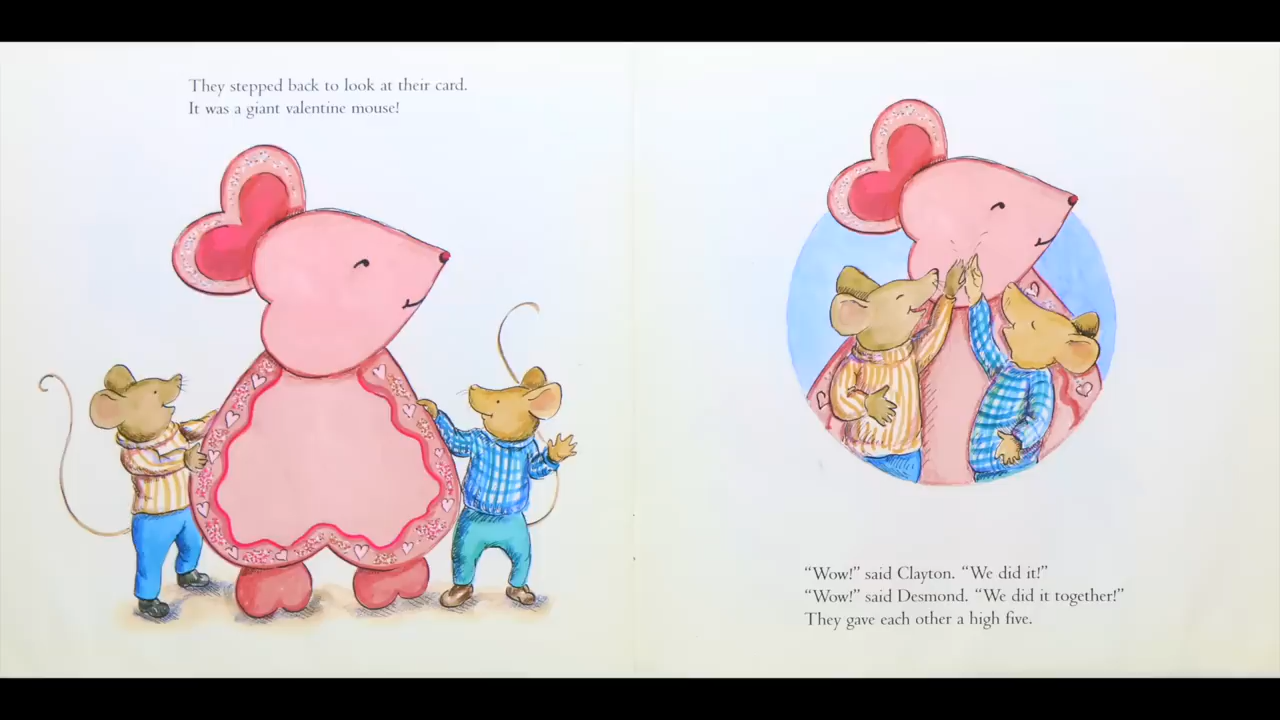 They stepped back to look at their card.
It was a giant valentine mouse!
“Wow!” said Clayton. “We did it!”
“Wow!” said Desmond. “We did it together!”
They gave each other a high five.